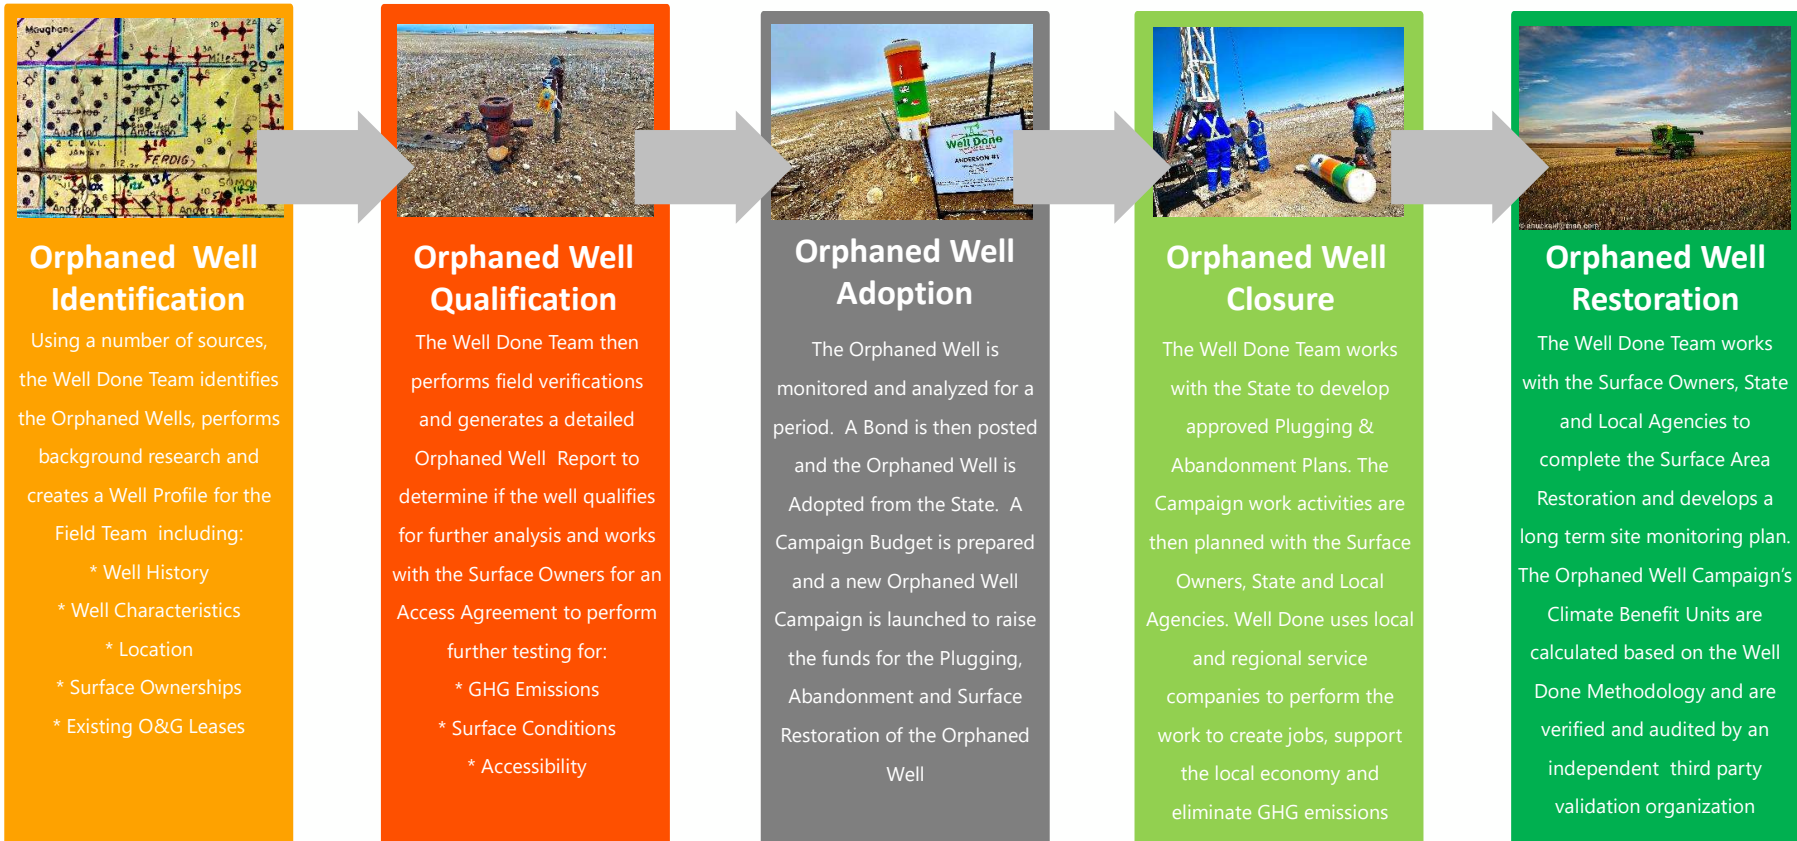 Maughans
Miles
29
Anderson
Anderson
FERDIG
Anderson
Anderson
Orphaned  Well
Identification
Using a number of sources,
the Well Done Team identifies
the Orphaned Wells, performs
background research and
creates a Well Profile for the
Field Team  including:
* Well History
* Well Characteristics
* Location
* Surface Ownerships
* Existing O&G Leases
Orphaned Well
Qualification
The Well Done Team then
performs field verifications
and generates a detailed
Orphaned Well  Report to
determine if the well qualifies
for further analysis and works
with the Surface Owners for an
Access Agreement to perform
further testing for:
* GHG Emissions
* Surface Conditions
* Accessibility
Well Done
ANDERSON #1
Orphaned Well
Adoption
The Orphaned Well is
monitored and analyzed for a
period.  A Bond is then posted
and the Orphaned Well is
Adopted from the State.  A
Campaign Budget is prepared
and a new Orphaned Well
Campaign is launched to raise
the funds for the Plugging,
Abandonment and Surface
Restoration of the Orphaned
Well
Orphaned Well
Closure
The Well Done Team works
with the State to develop
approved Plugging &
Abandonment Plans. The
Campaign work activities are
then planned with the Surface
Owners, State and Local
Agencies. Well Done uses local
and regional service
companies to perform the
work to create jobs, support
the local economy and
eliminate GHG emissions
Orphaned Well
Restoration
The Well Done Team works
with the Surface Owners, State
and Local Agencies to
complete the Surface Area
Restoration and develops a
long term site monitoring plan.
The Orphaned Well Campaign's
Climate Benefit Units are
calculated based on the Well
Done Methodology and are
verified and audited by an
independent  third party
validation organization